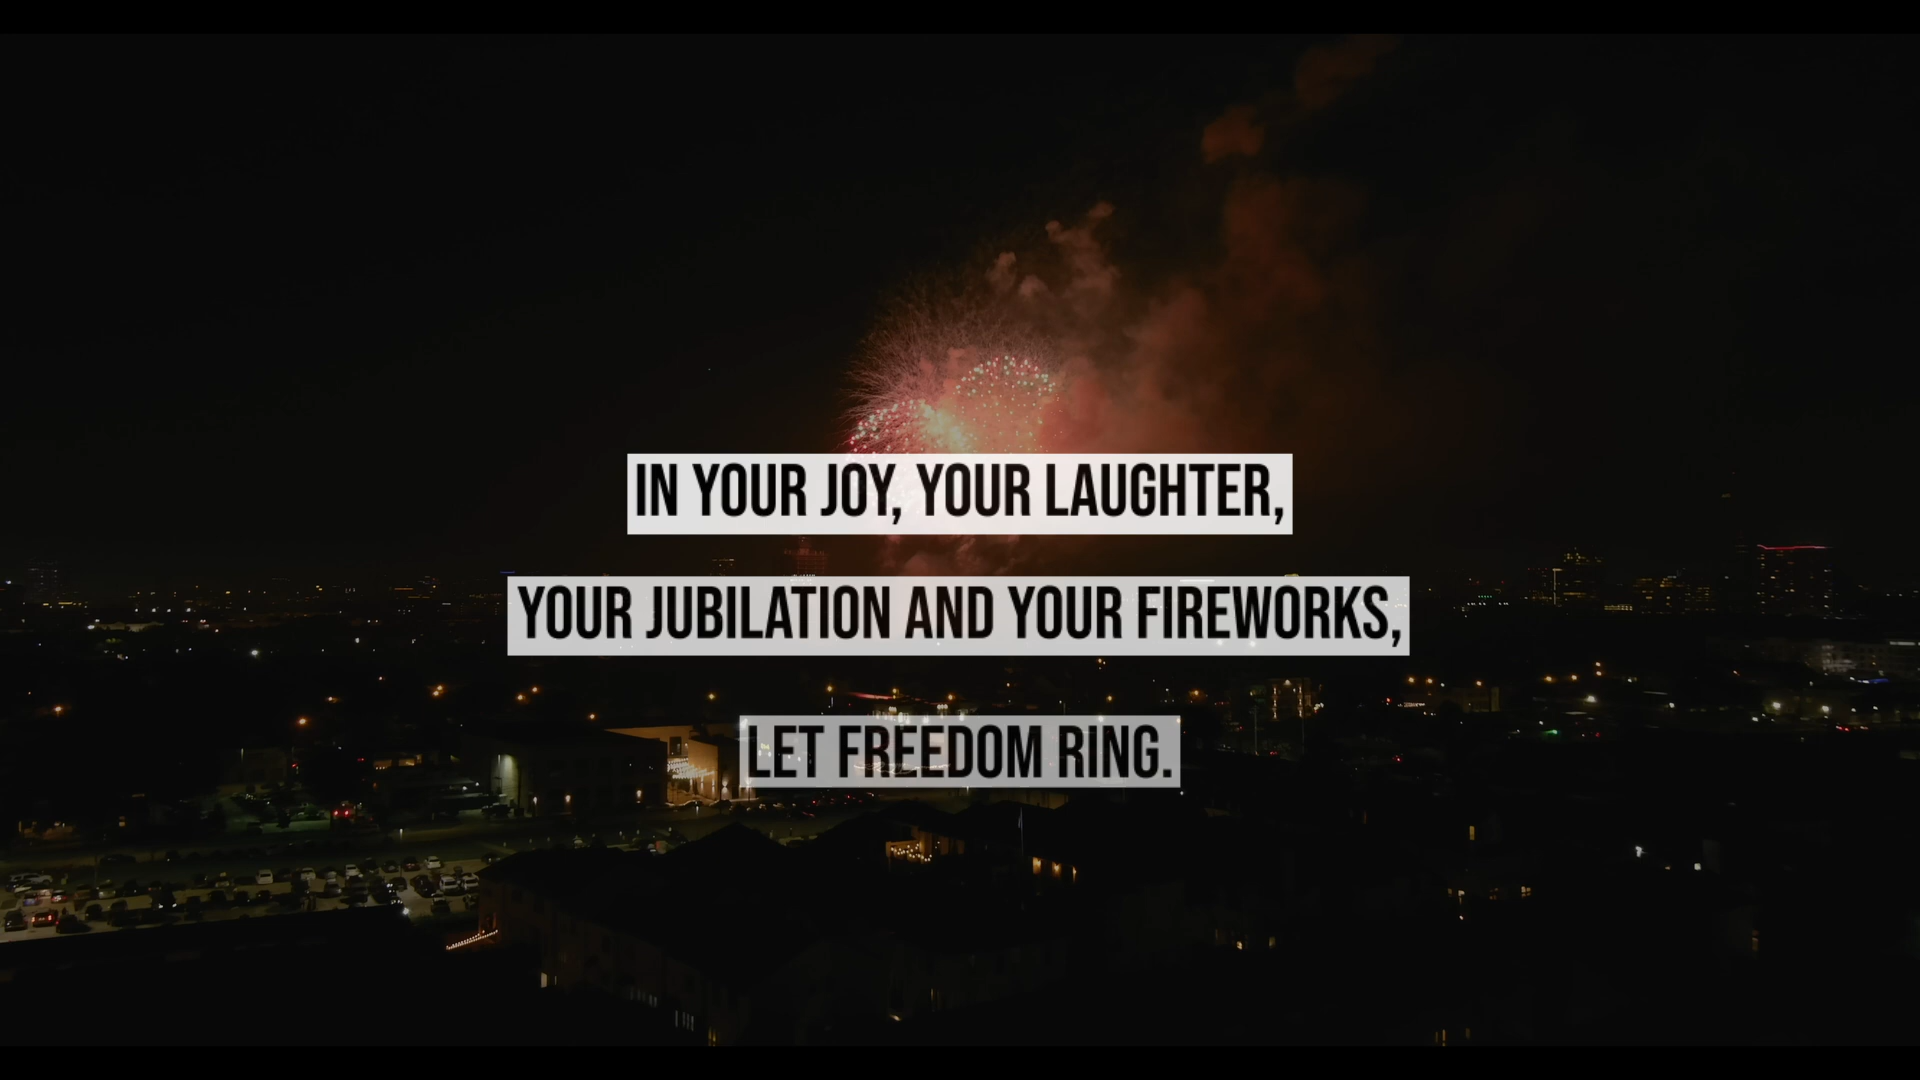 IN YOUR JOY, YOUR LAUGHTER,
YOUR JUBILATION AND YOUR FIREWORKS,
LET FREEDOM RING.